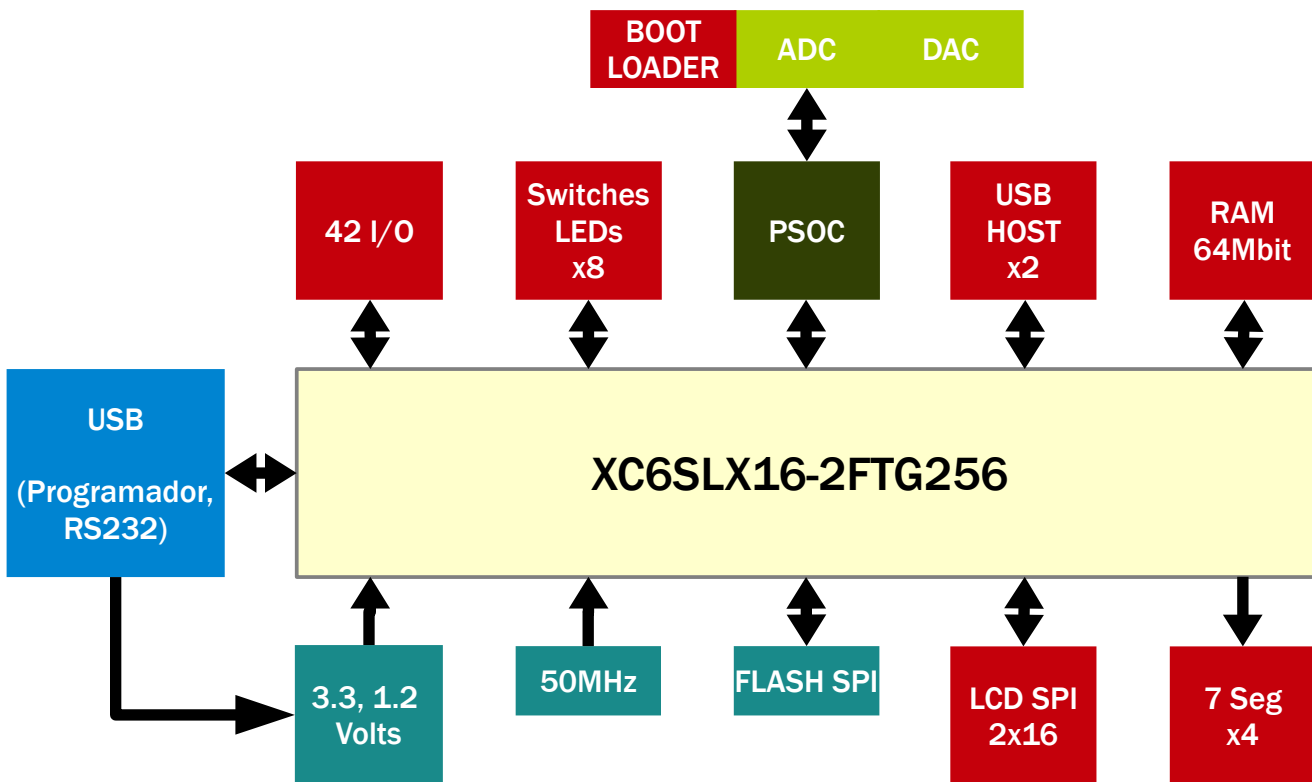 BOOT
LOADER
ADC
DAC
42 I/O
Switches
LEDs
x8
PSOC
USB
HOST
x2
RAM
64Mbit
USB
(Programador,
RS232)
XC6SLX16-2FTG256
3.3, 1.2
Volts
50MHz
FLASH SPI
LCD SPI
2x16
7 Seg
x4